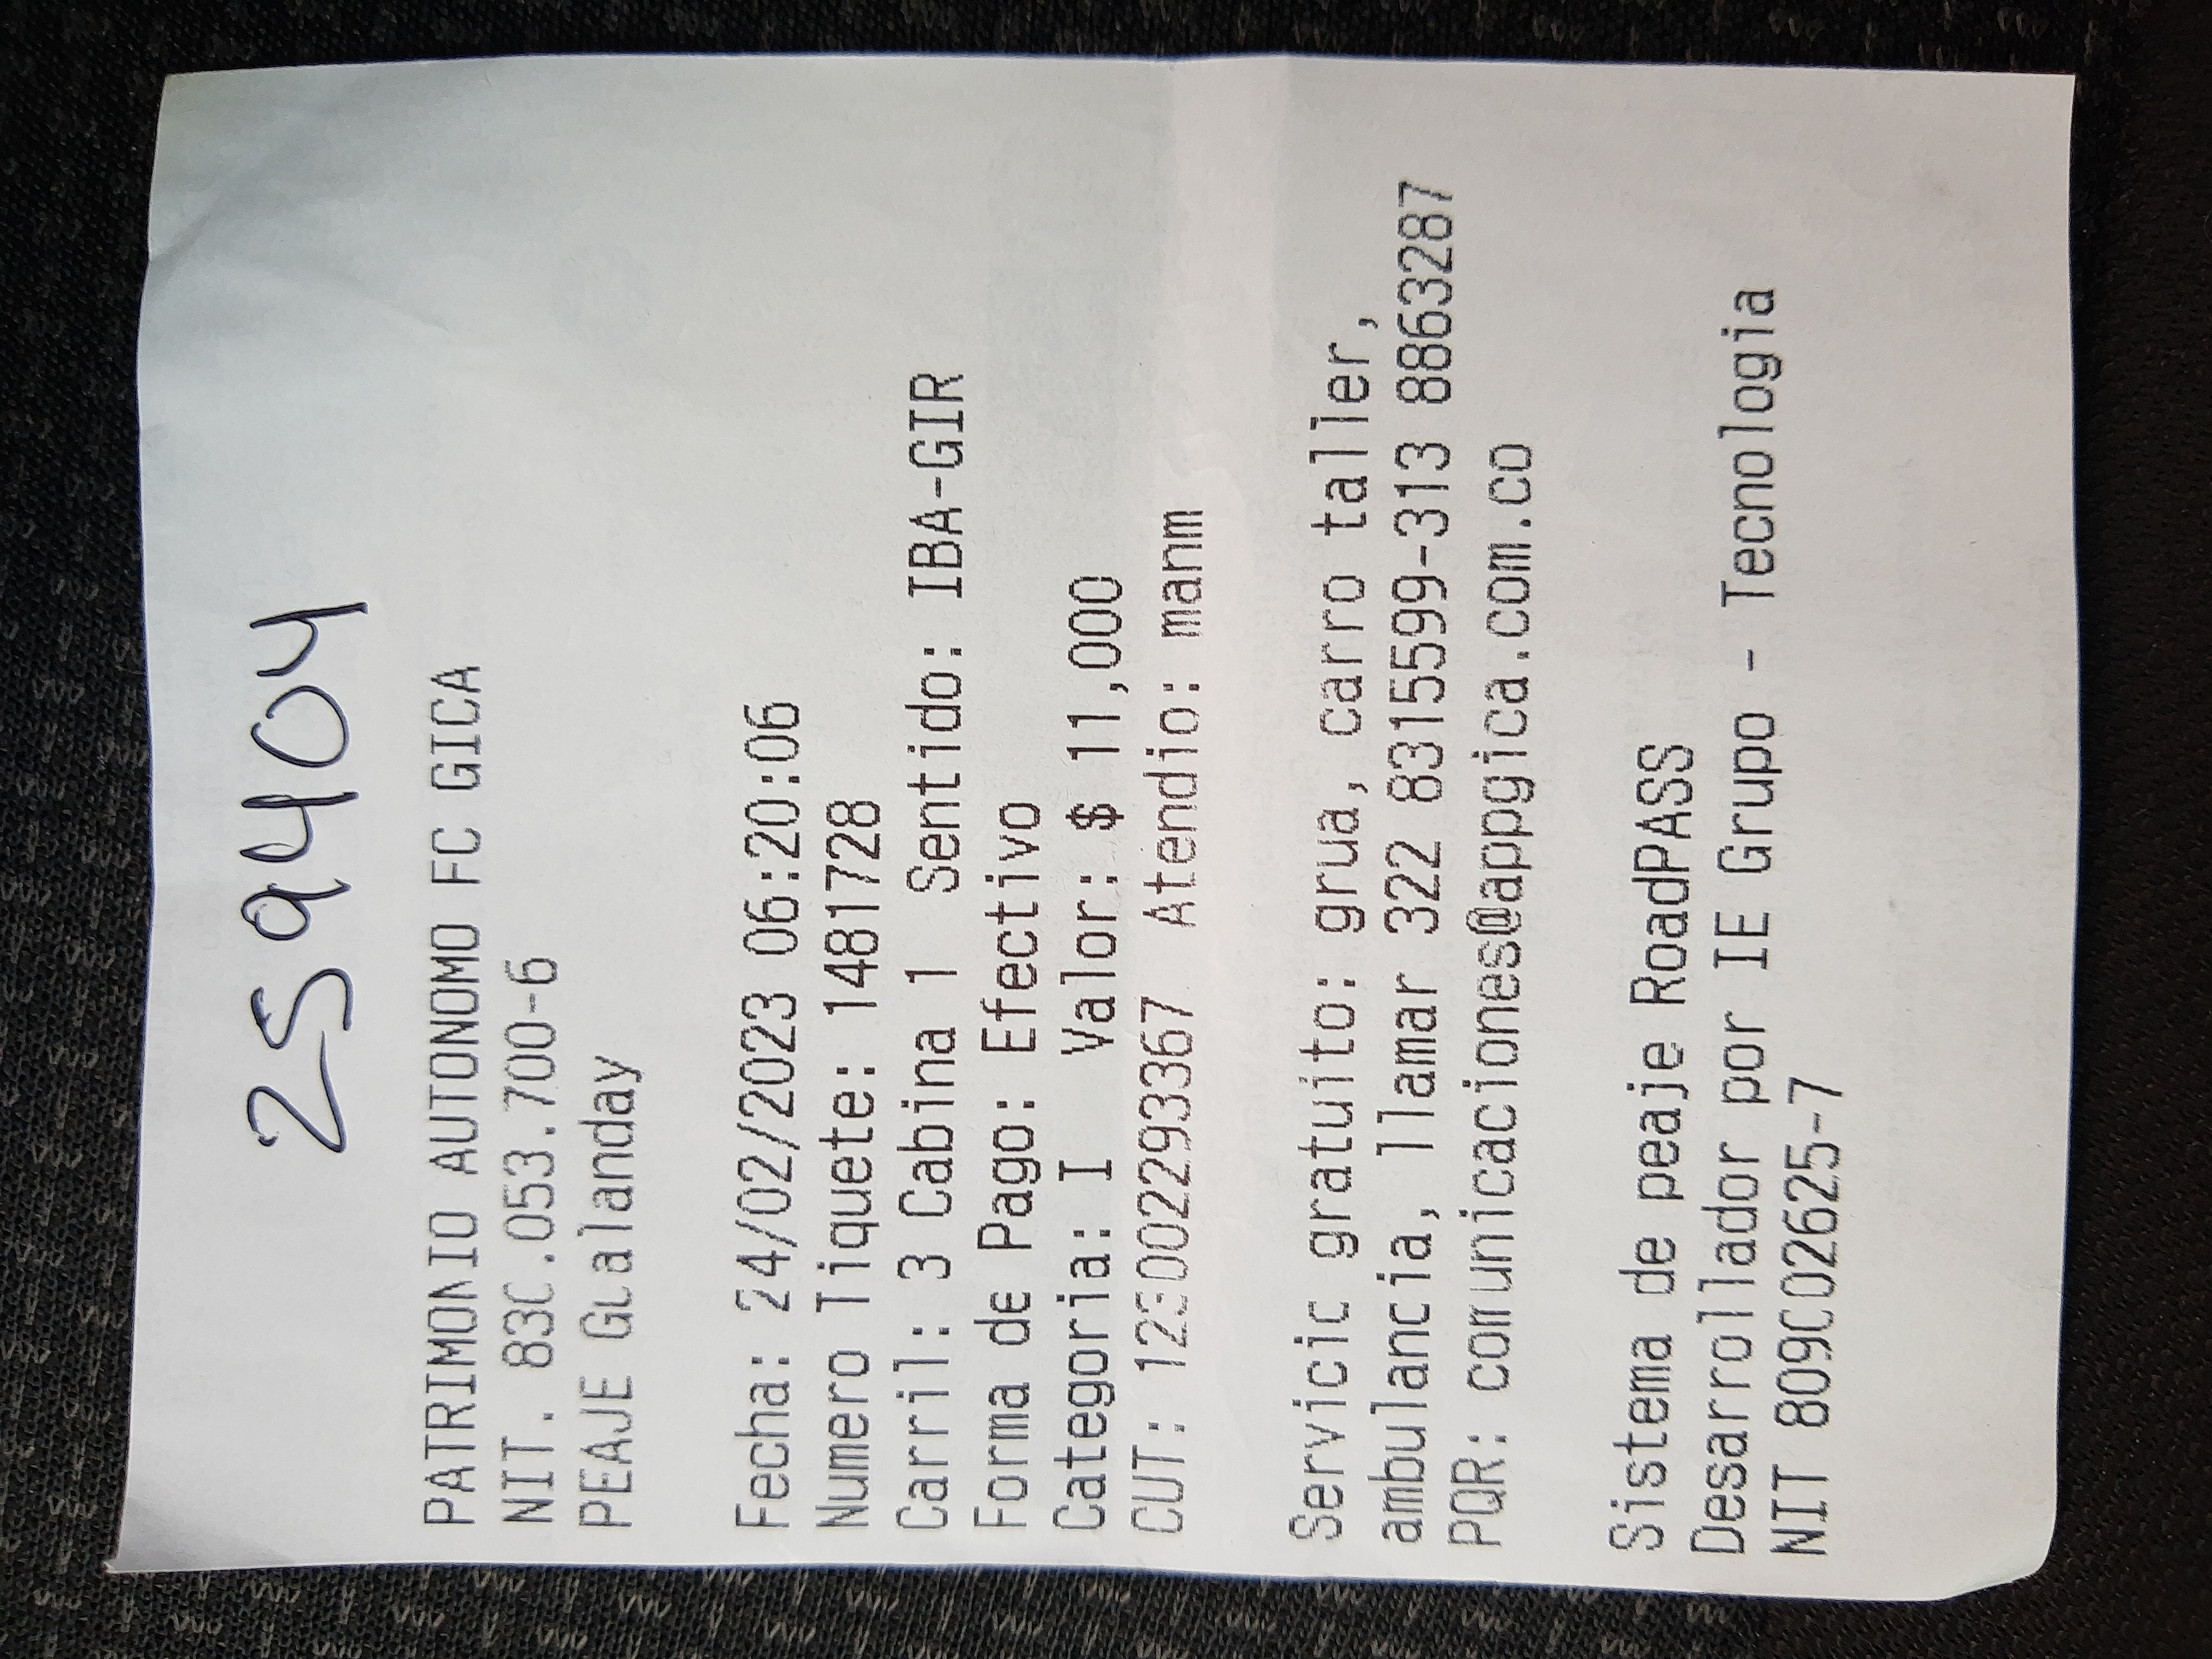 259404
PATRIMONIO AUTONOMO FC GICA
NIT. 830.053.700-6
PEAJE Gualanday
Fecha: 24/02/2023 06:20:06
Numero Tiquete: 1481728
Carril: 3 Cabina 1 Sentido: IBA-GIR
Forma de Pago: Efectivo
Categoria: I Valor: $ 11,000
CUT: Atendio: manm
Servicio gratuito: grua, carro taller,
ambulancia, llamar 322 8315599-313 8863287
PQR: comunicaciones@appgica.com.co
Sistema de peaje RoadPASS
Desarrollador por IE Grupo - Tecnologia
NIT 809002625-7